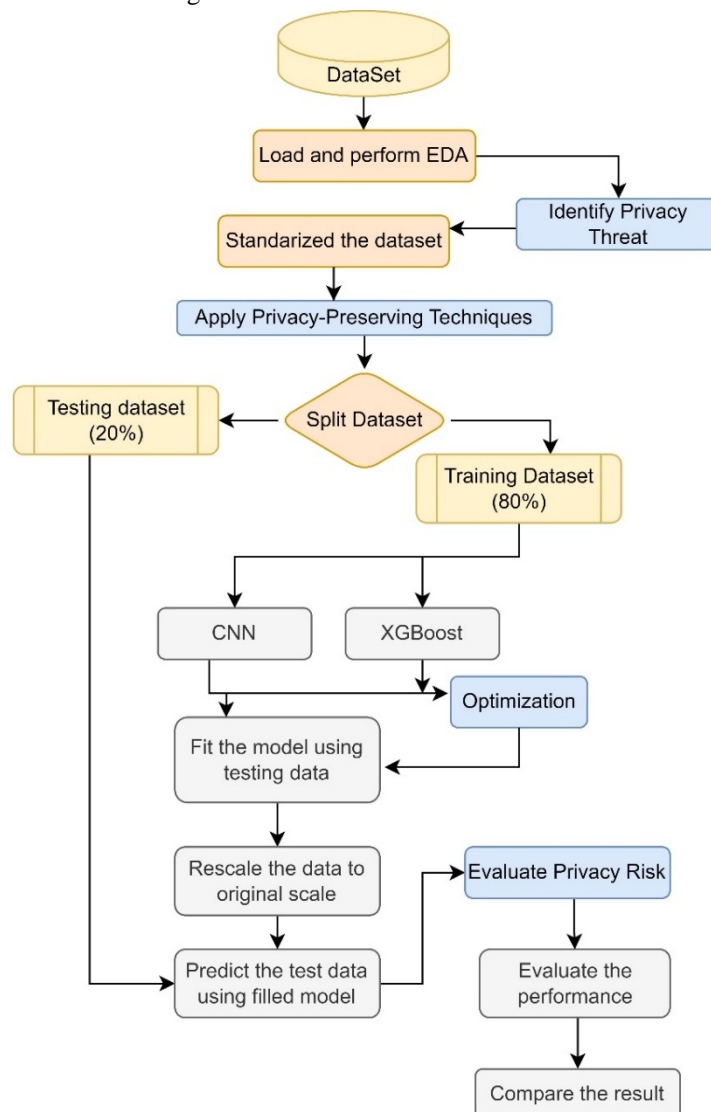 DataSet
Load and perform EDA
Identify Privacy
Threat
Standarized the dataset
Apply Privacy-Preserving Techniques
Split Dataset
Testing dataset
(20%)
Training Dataset
(80%)
CNN
XGBoost
Optimization
Fit the model using
testing data
Rescale the data to
original scale
Predict the test data
using filled model
Evaluate Privacy Risk
Evaluate the
performance
Compare the result